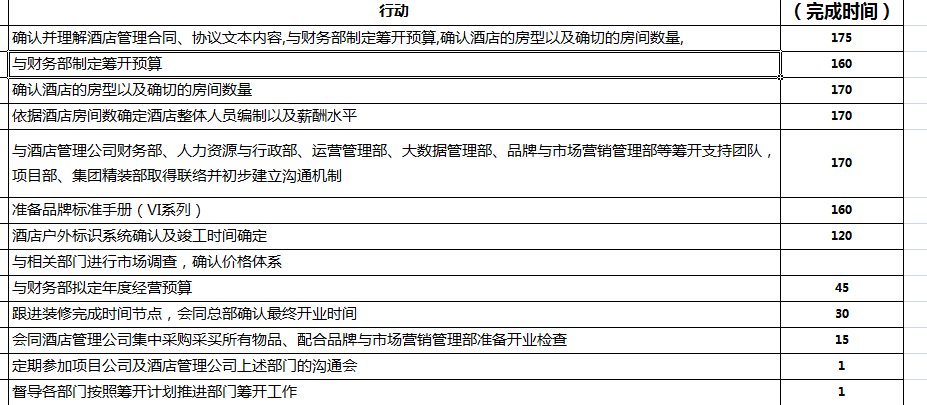 行动
（完成时间）
确认并理解酒店管理合同、协议文本内容,与财务部制定筹开预算,确认酒店的房型以及确切的房间数量,
175
与财务部制定筹开预算
160
确认酒店的房型以及确切的房间数量
170
依据酒店房间数确定酒店整体人员编制以及薪酬水平
170
与酒店管理公司财务部、人力资源与行政部、运营管理部、大数据管理部、品牌与市场营销管理部等筹开支持团队，
项目部、集团精装部取得联络并初步建立沟通机制
170
准备品牌标准手册（VI系列）
160
酒店户外标识系统确认及竣工时间确定
120
与相关部门进行市场调查，确认价格体系
与财务部拟定年度经营预算
45
跟进装修完成时间节点，会同总部确认最终开业时间
30
会同酒店管理公司集中采购采买所有物品、配合品牌与市场营销管理部准备开业检查
15
定期参加项目公司及酒店管理公司上述部门的沟通会
1
督导各部门按照筹开计划推进部门筹开工作
1